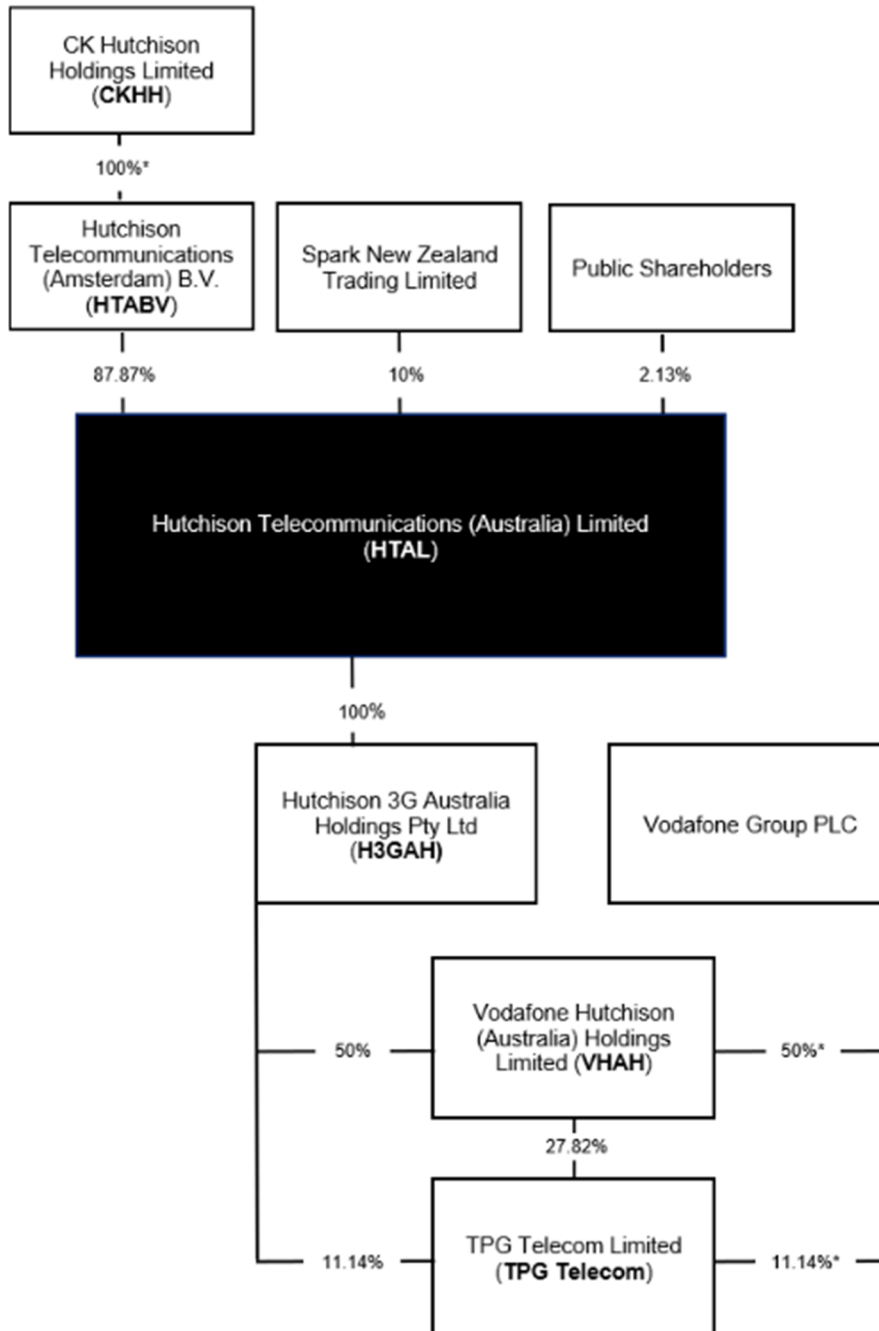 CK Hutchison
Holdings Limited
(CKHH)
100%*
Hutchison
Telecommunications
(Amsterdam) B.V.
(HTABV)
Spark New Zealand
Trading Limited
Public Shareholders
87.87%
10%
2.13%
Hutchison Telecommunications (Australia) Limited
(HTAL)
100%
Hutchison 3G Australia
Holdings Pty Ltd
(H3GAH)
Vodafone Group PLC
Vodafone Hutchison
(Australia) Holdings
Limited (VHAH)
50%
50%*
27.82%
TPG Telecom Limited
(TPG Telecom)
11.14%
11.14%*